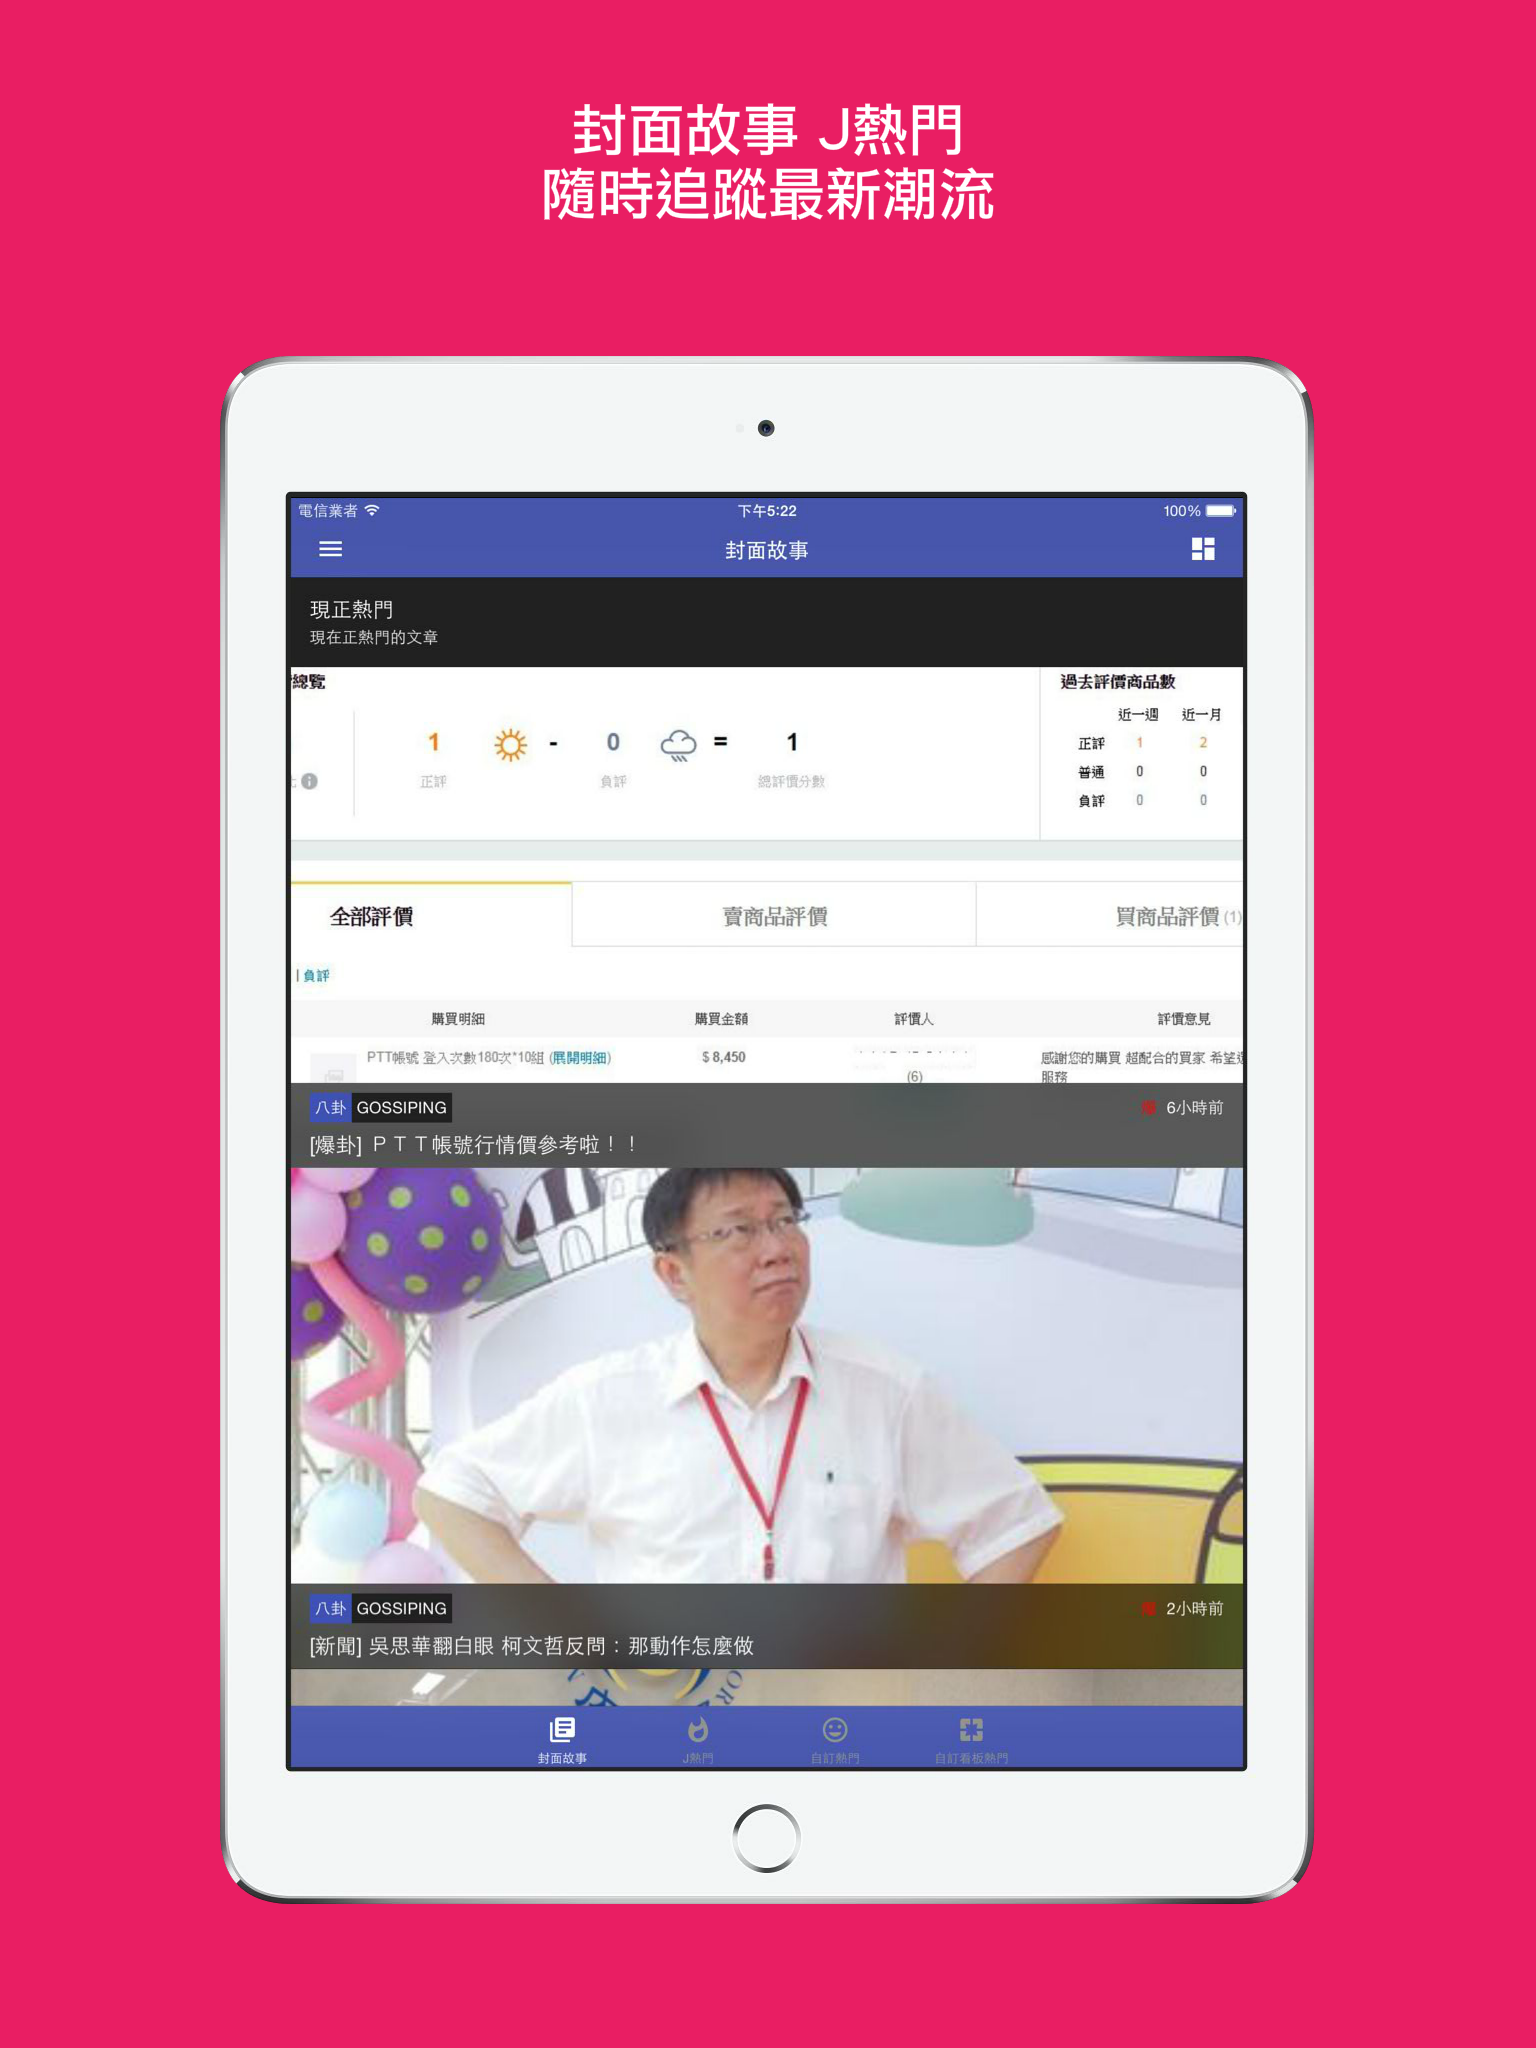 封面故事 J熱門
隨時追蹤最新潮流
電信業者 下午5:22 100%
封面故事
現正熱門
現在正熱門的文章
總覽 過去評價商品數
近一週 近一月
1 - 0 = 1
正評 1 2
普通 0 0
正評 負評 總評價分數
負評 0 0
全部評價 賣商品評價 買商品評價 (1)
| 負評
購買明細 購買金額 評價人 評價意見
PTT帳號 登入次數180次*10組 (展開明細) $ 8,450 感謝您的購買 超配合的買家 希望
(6) 服務
八卦 GOSSIPING 爆 6小時前
[爆卦] ＰＴＴ帳號行情價參考啦！！
八卦 GOSSIPING 爆 2小時前
[新聞] 吳思華翻白眼 柯文哲反問：那動作怎麼做
封面故事 J熱門 自訂熱門 自訂看板熱門